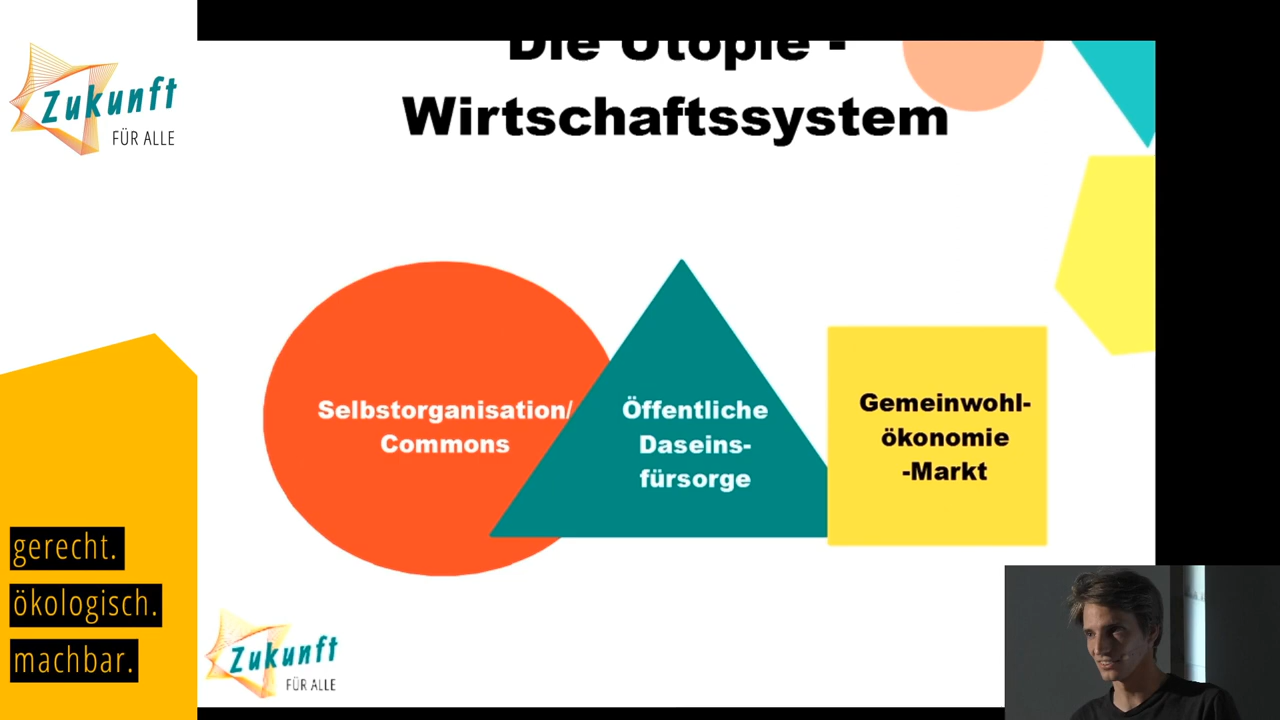 Zukunft
FÜR ALLE
gerecht.
ökologisch.
machbar.
Die Utopie -
Wirtschaftssystem
Selbstorganisation/
Commons
Öffentliche
Daseins-
fürsorge
Gemeinwohl-
ökonomie
-Markt
Zukunft
FÜR ALLE